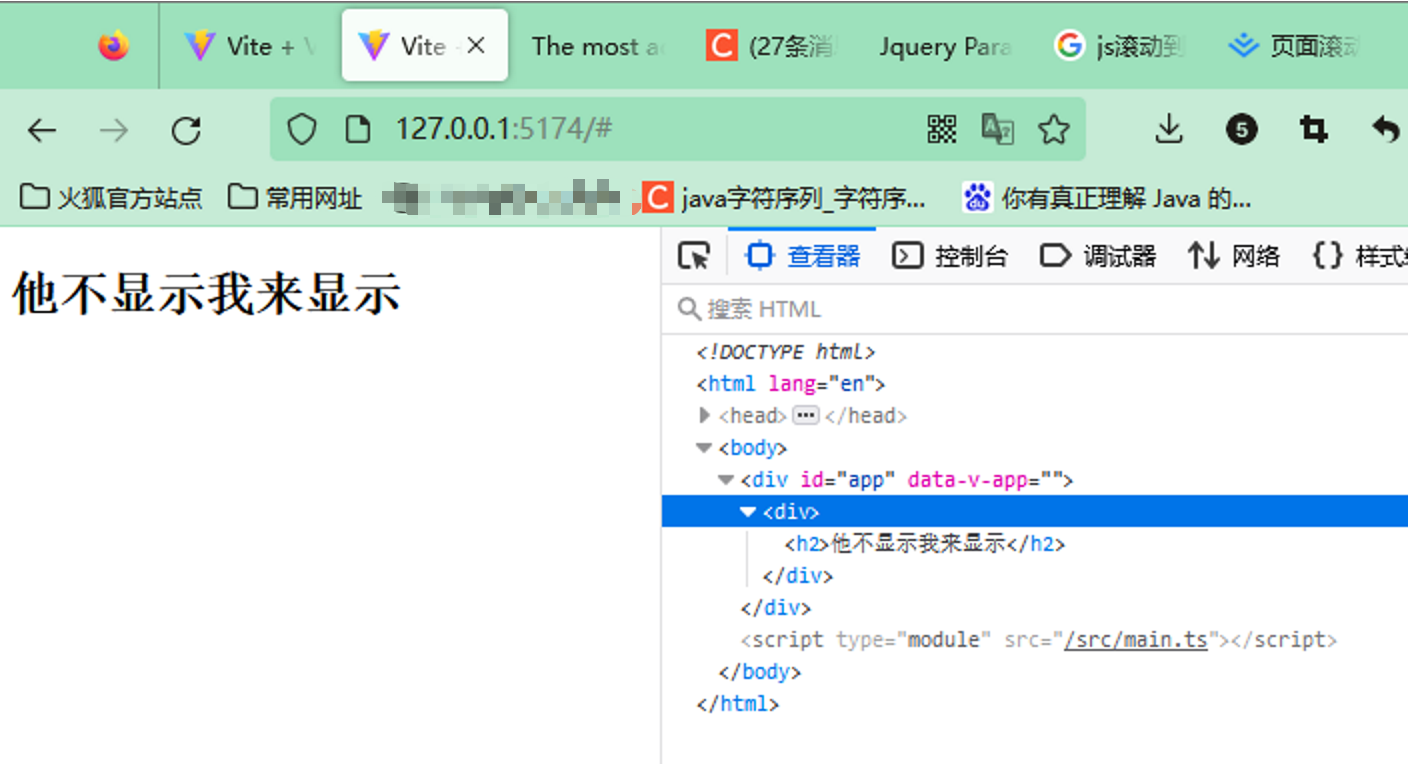 Vite + Vite The most a (27条消 Jquery Para js滚动到 页面滚动
127.0.0.1:5174/# 5
火狐官方站点 常用网址 java字符序列_字符序... 你有真正理解 Java 的...
查看器 控制台 调试器 网络 样式
搜索 HTML
他不显示我来显示
<!DOCTYPE html>
<html lang="en">
<head> ••• </head>
<body>
<div id="app" data-v-app="">
<div>
<h2>他不显示我来显示</h2>
</div>
</div>
<script type="module" src="/src/main.ts"></script>
</body>
</html>